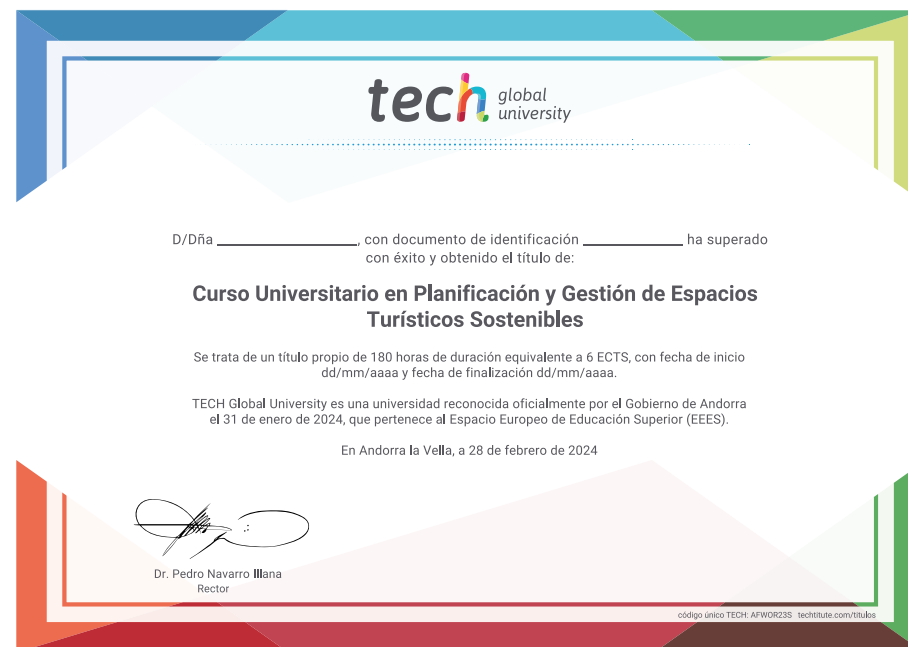 tech global university
D/Dña ____________________, con documento de identificación ______________ ha superado
con éxito y obtenido el título de:
Curso Universitario en Planificación y Gestión de Espacios
Turísticos Sostenibles
Se trata de un título propio de 180 horas de duración equivalente a 6 ECTS, con fecha de inicio
dd/mm/aaaa y fecha de finalización dd/mm/aaaa.
TECH Global University es una universidad reconocida oficialmente por el Gobierno de Andorra
el 31 de enero de 2024, que pertenece al Espacio Europeo de Educación Superior (EEES).
En Andorra la Vella, a 28 de febrero de 2024
Dr. Pedro Navarro Illana
Rector
código único TECH: AFWOR23S techtitute.com/titulos